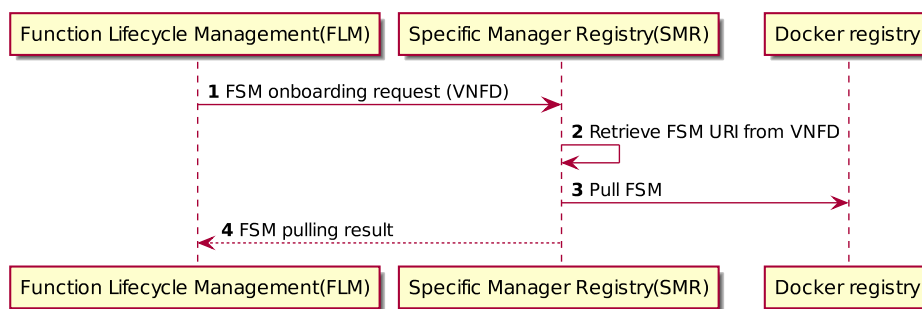 Function Lifecycle Management(FLM) Specific Manager Registry(SMR) Docker registry
1 FSM onboarding request (VNFD)
2 Retrieve FSM URI from VNFD
3 Pull FSM
4 FSM pulling result
Function Lifecycle Management(FLM) Specific Manager Registry(SMR) Docker registry